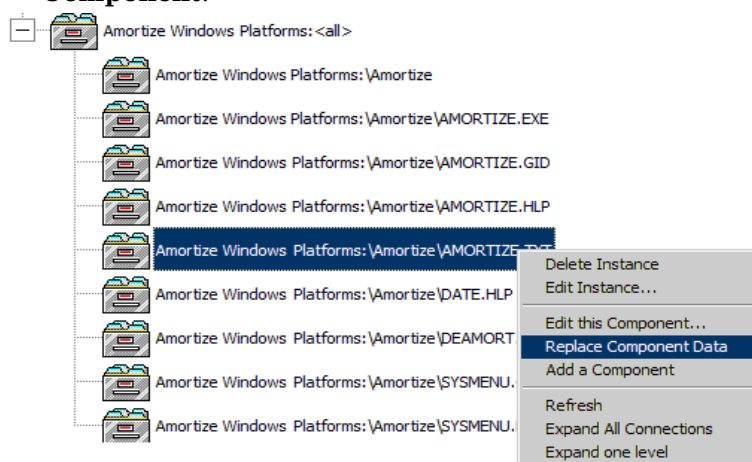 Component.
Amortize Windows Platforms:<all>
Amortize Windows Platforms:\Amortize
Amortize Windows Platforms:\Amortize\AMORTIZE.EXE
Amortize Windows Platforms:\Amortize\AMORTIZE.GID
Amortize Windows Platforms:\Amortize\AMORTIZE.HLP
Amortize Windows Platforms:\Amortize\AMORTIZE.TXT
Amortize Windows Platforms:\Amortize\DATE.HLP
Amortize Windows Platforms:\Amortize\DEAMORT.
Amortize Windows Platforms:\Amortize\SYSMENU.
Amortize Windows Platforms:\Amortize\SYSMENU.
Delete Instance
Edit Instance...
Edit this Component...
Replace Component Data
Add a Component
Refresh
Expand All Connections
Expand one level